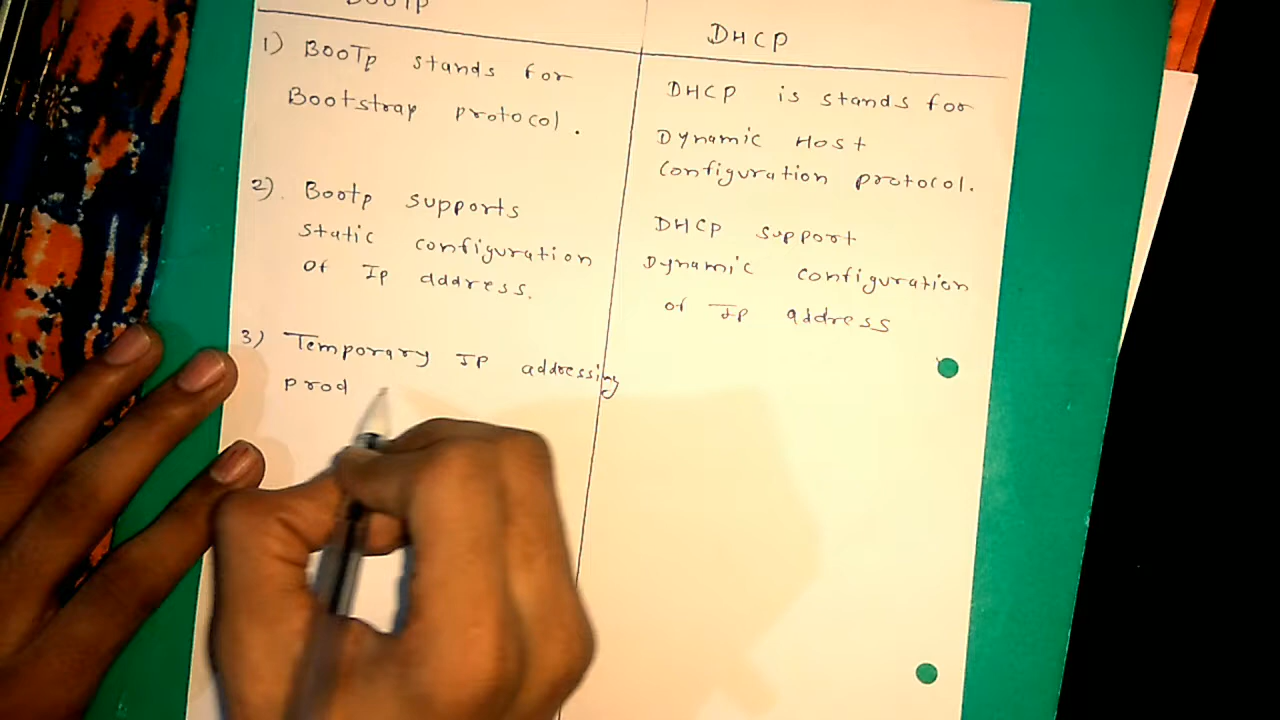 BOOTP
1) BOOTp stands for
Bootstrap protocol.
2). Bootp supports
static configuration
of Ip address.
3) Temporary IP addressing
prod
DHCP
DHCP is stands for
Dynamic Host
Configuration protocol.
DHCP support
Dynamic configuration
of IP address